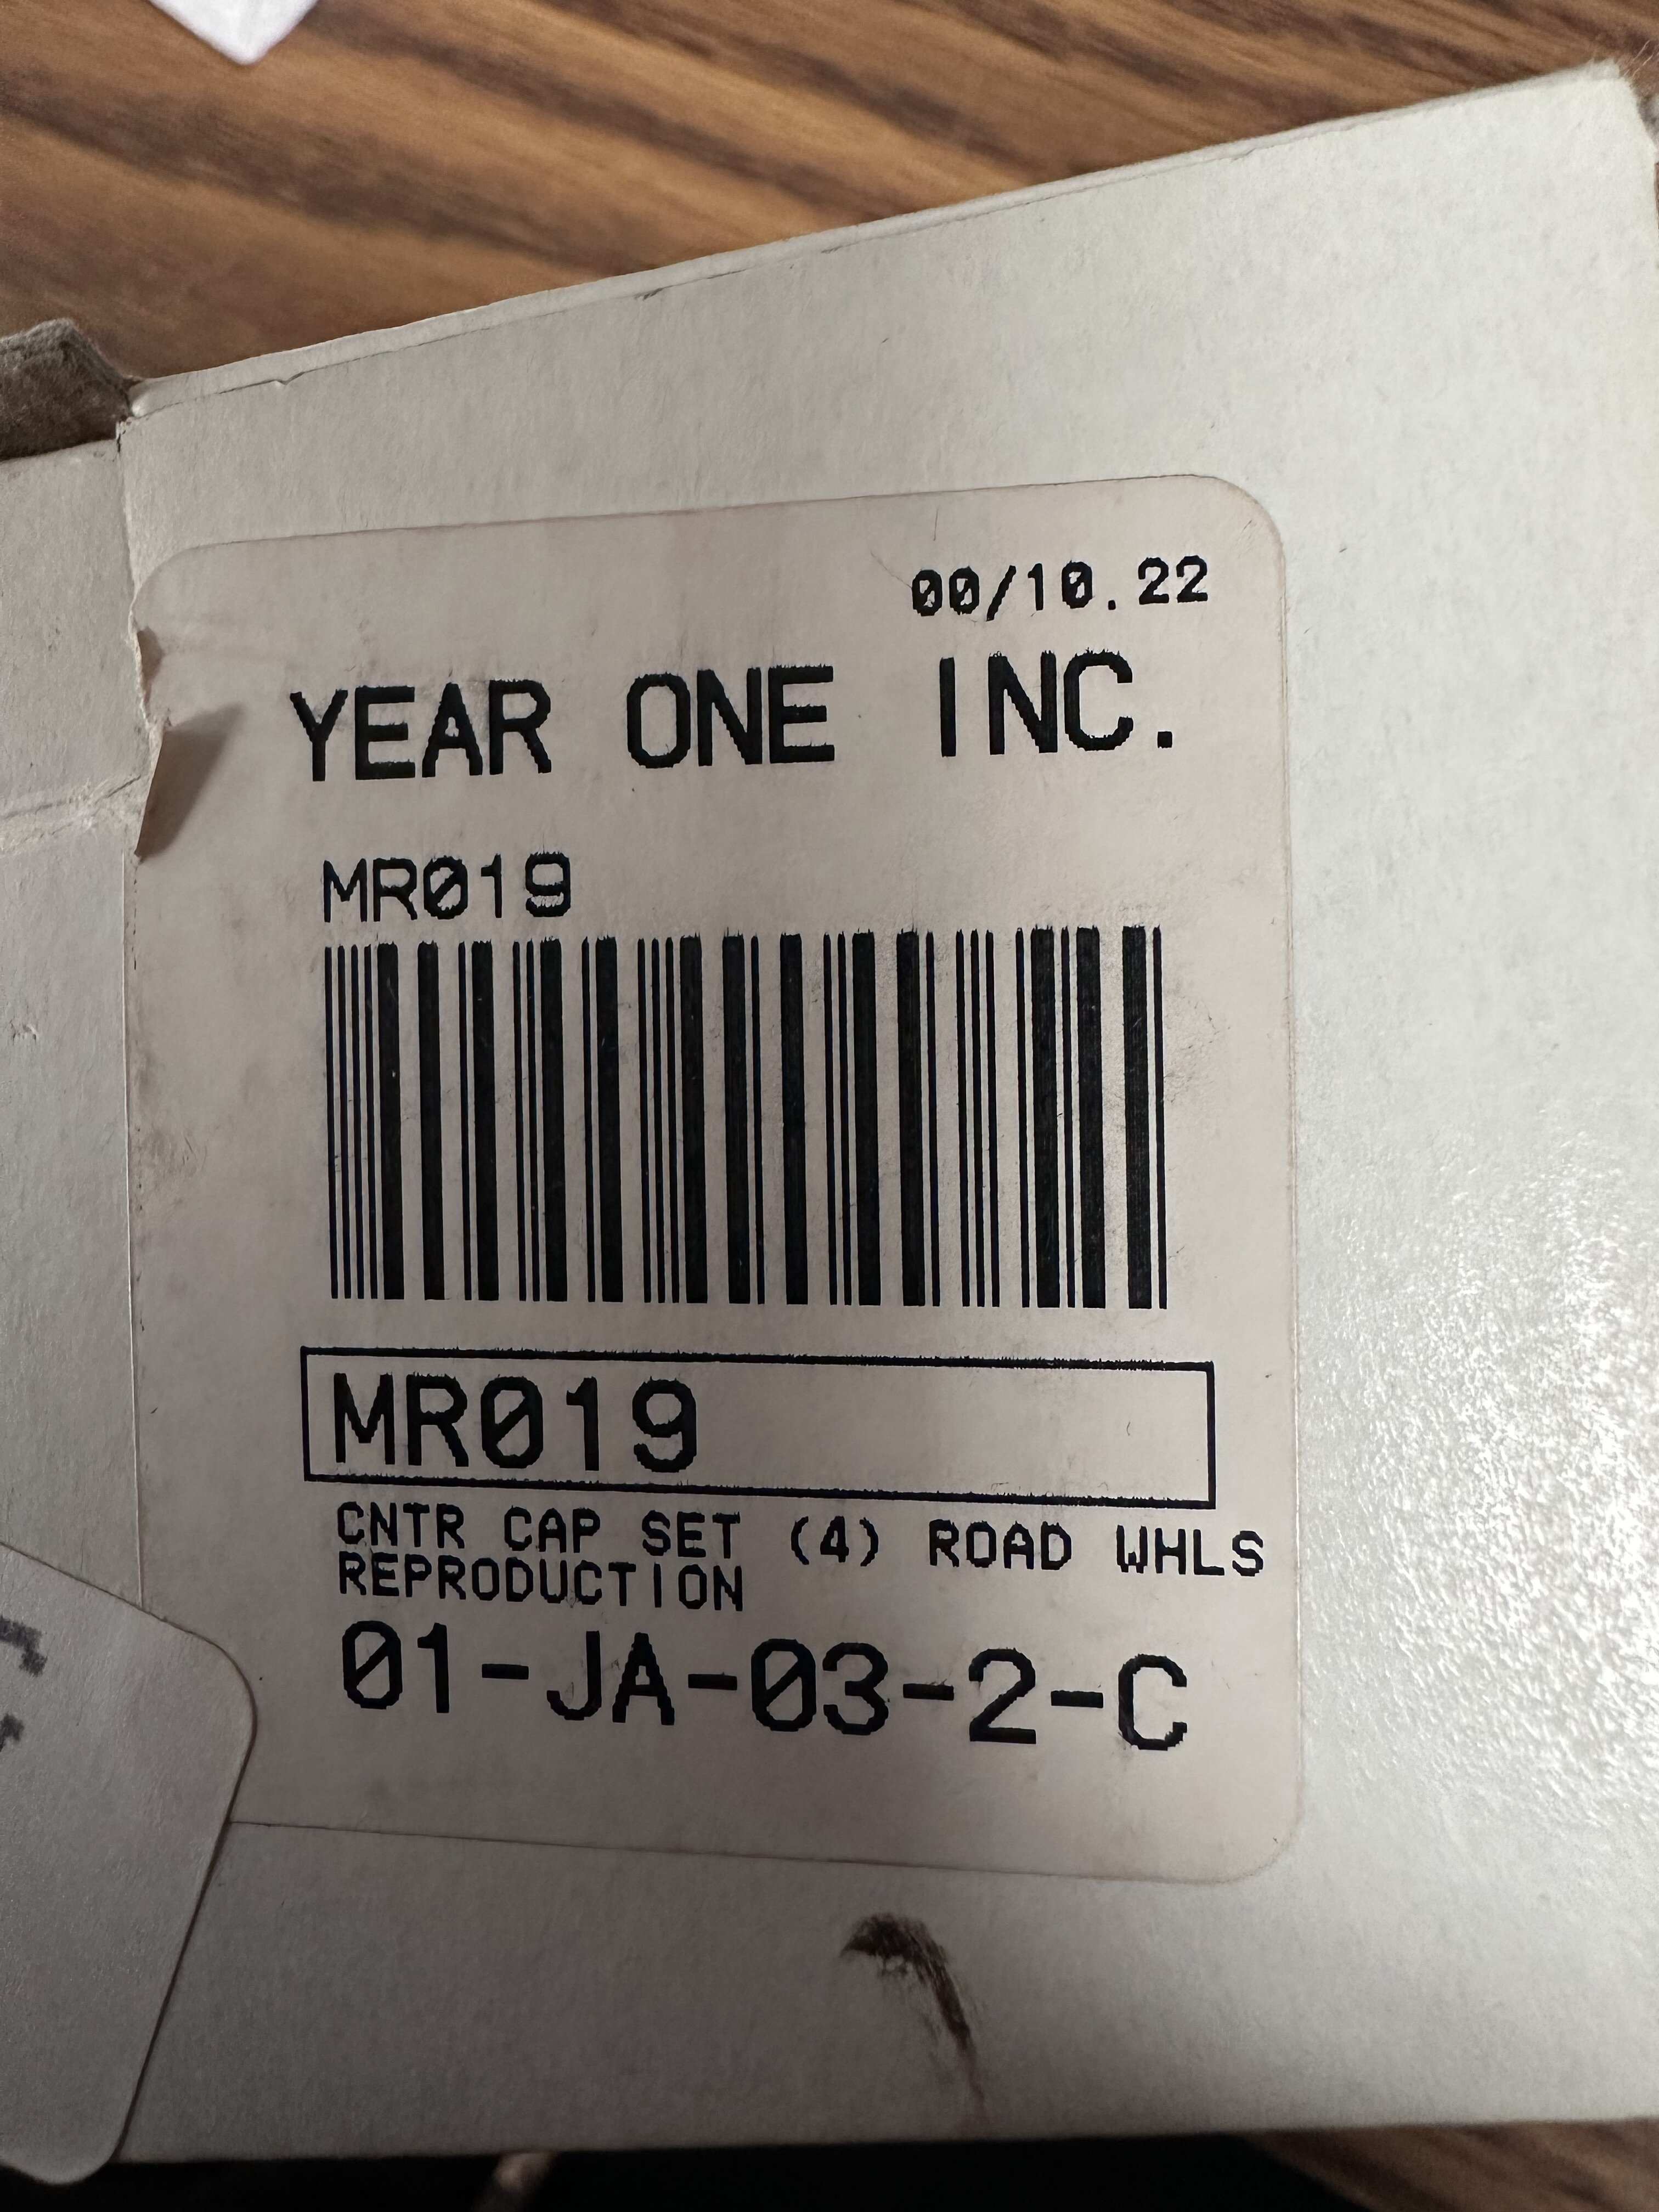 00/10.22
YEAR ONE INC.
MR019
MR019
CNTR CAP SET (4) ROAD WHLS
REPRODUCTION
01-JA-03-2-C